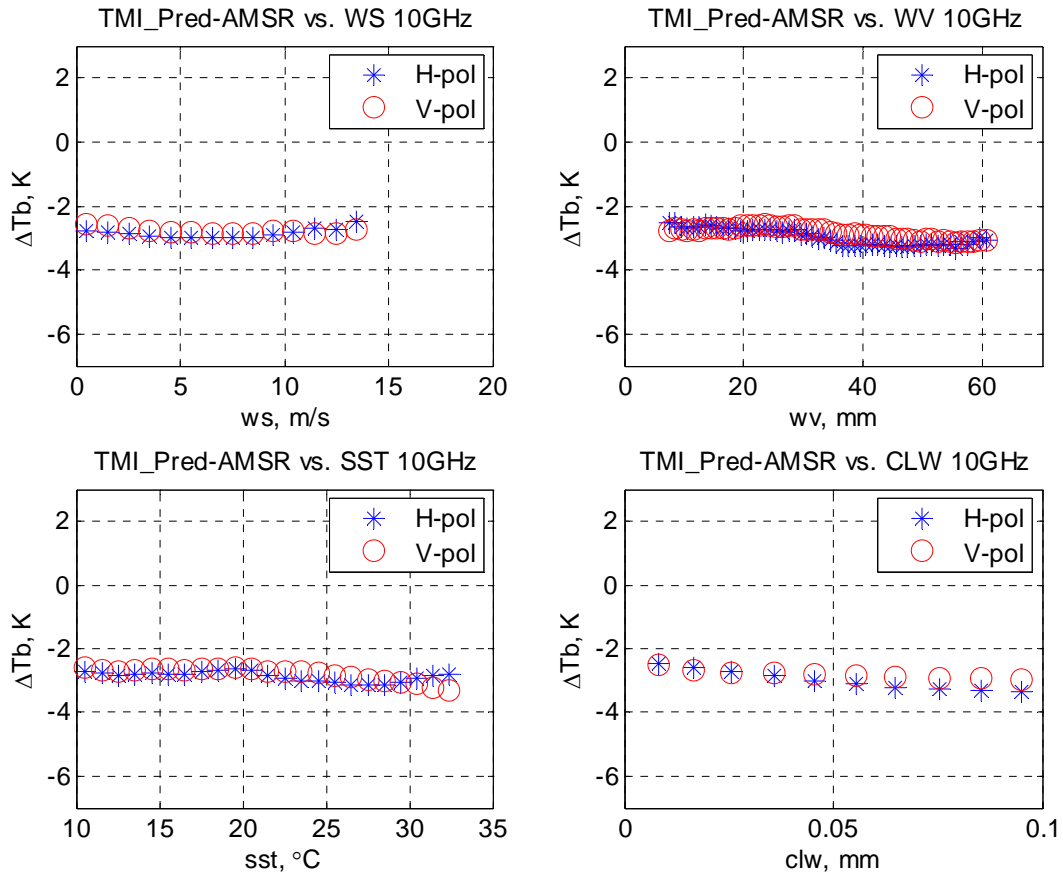 TMI_Pred-AMSR vs. WS 10GHz
H-pol
V-pol
2
0
-2
-4
-6
ΔTb, K
0 5 10 15 20
ws, m/s
TMI_Pred-AMSR vs. WV 10GHz
H-pol
V-pol
2
0
-2
-4
-6
ΔTb, K
0 20 40 60
wv, mm
TMI_Pred-AMSR vs. SST 10GHz
H-pol
V-pol
2
0
-2
-4
-6
ΔTb, K
10 15 20 25 30 35
sst, °C
TMI_Pred-AMSR vs. CLW 10GHz
H-pol
V-pol
2
0
-2
-4
-6
ΔTb, K
0 0.05 0.1
clw, mm